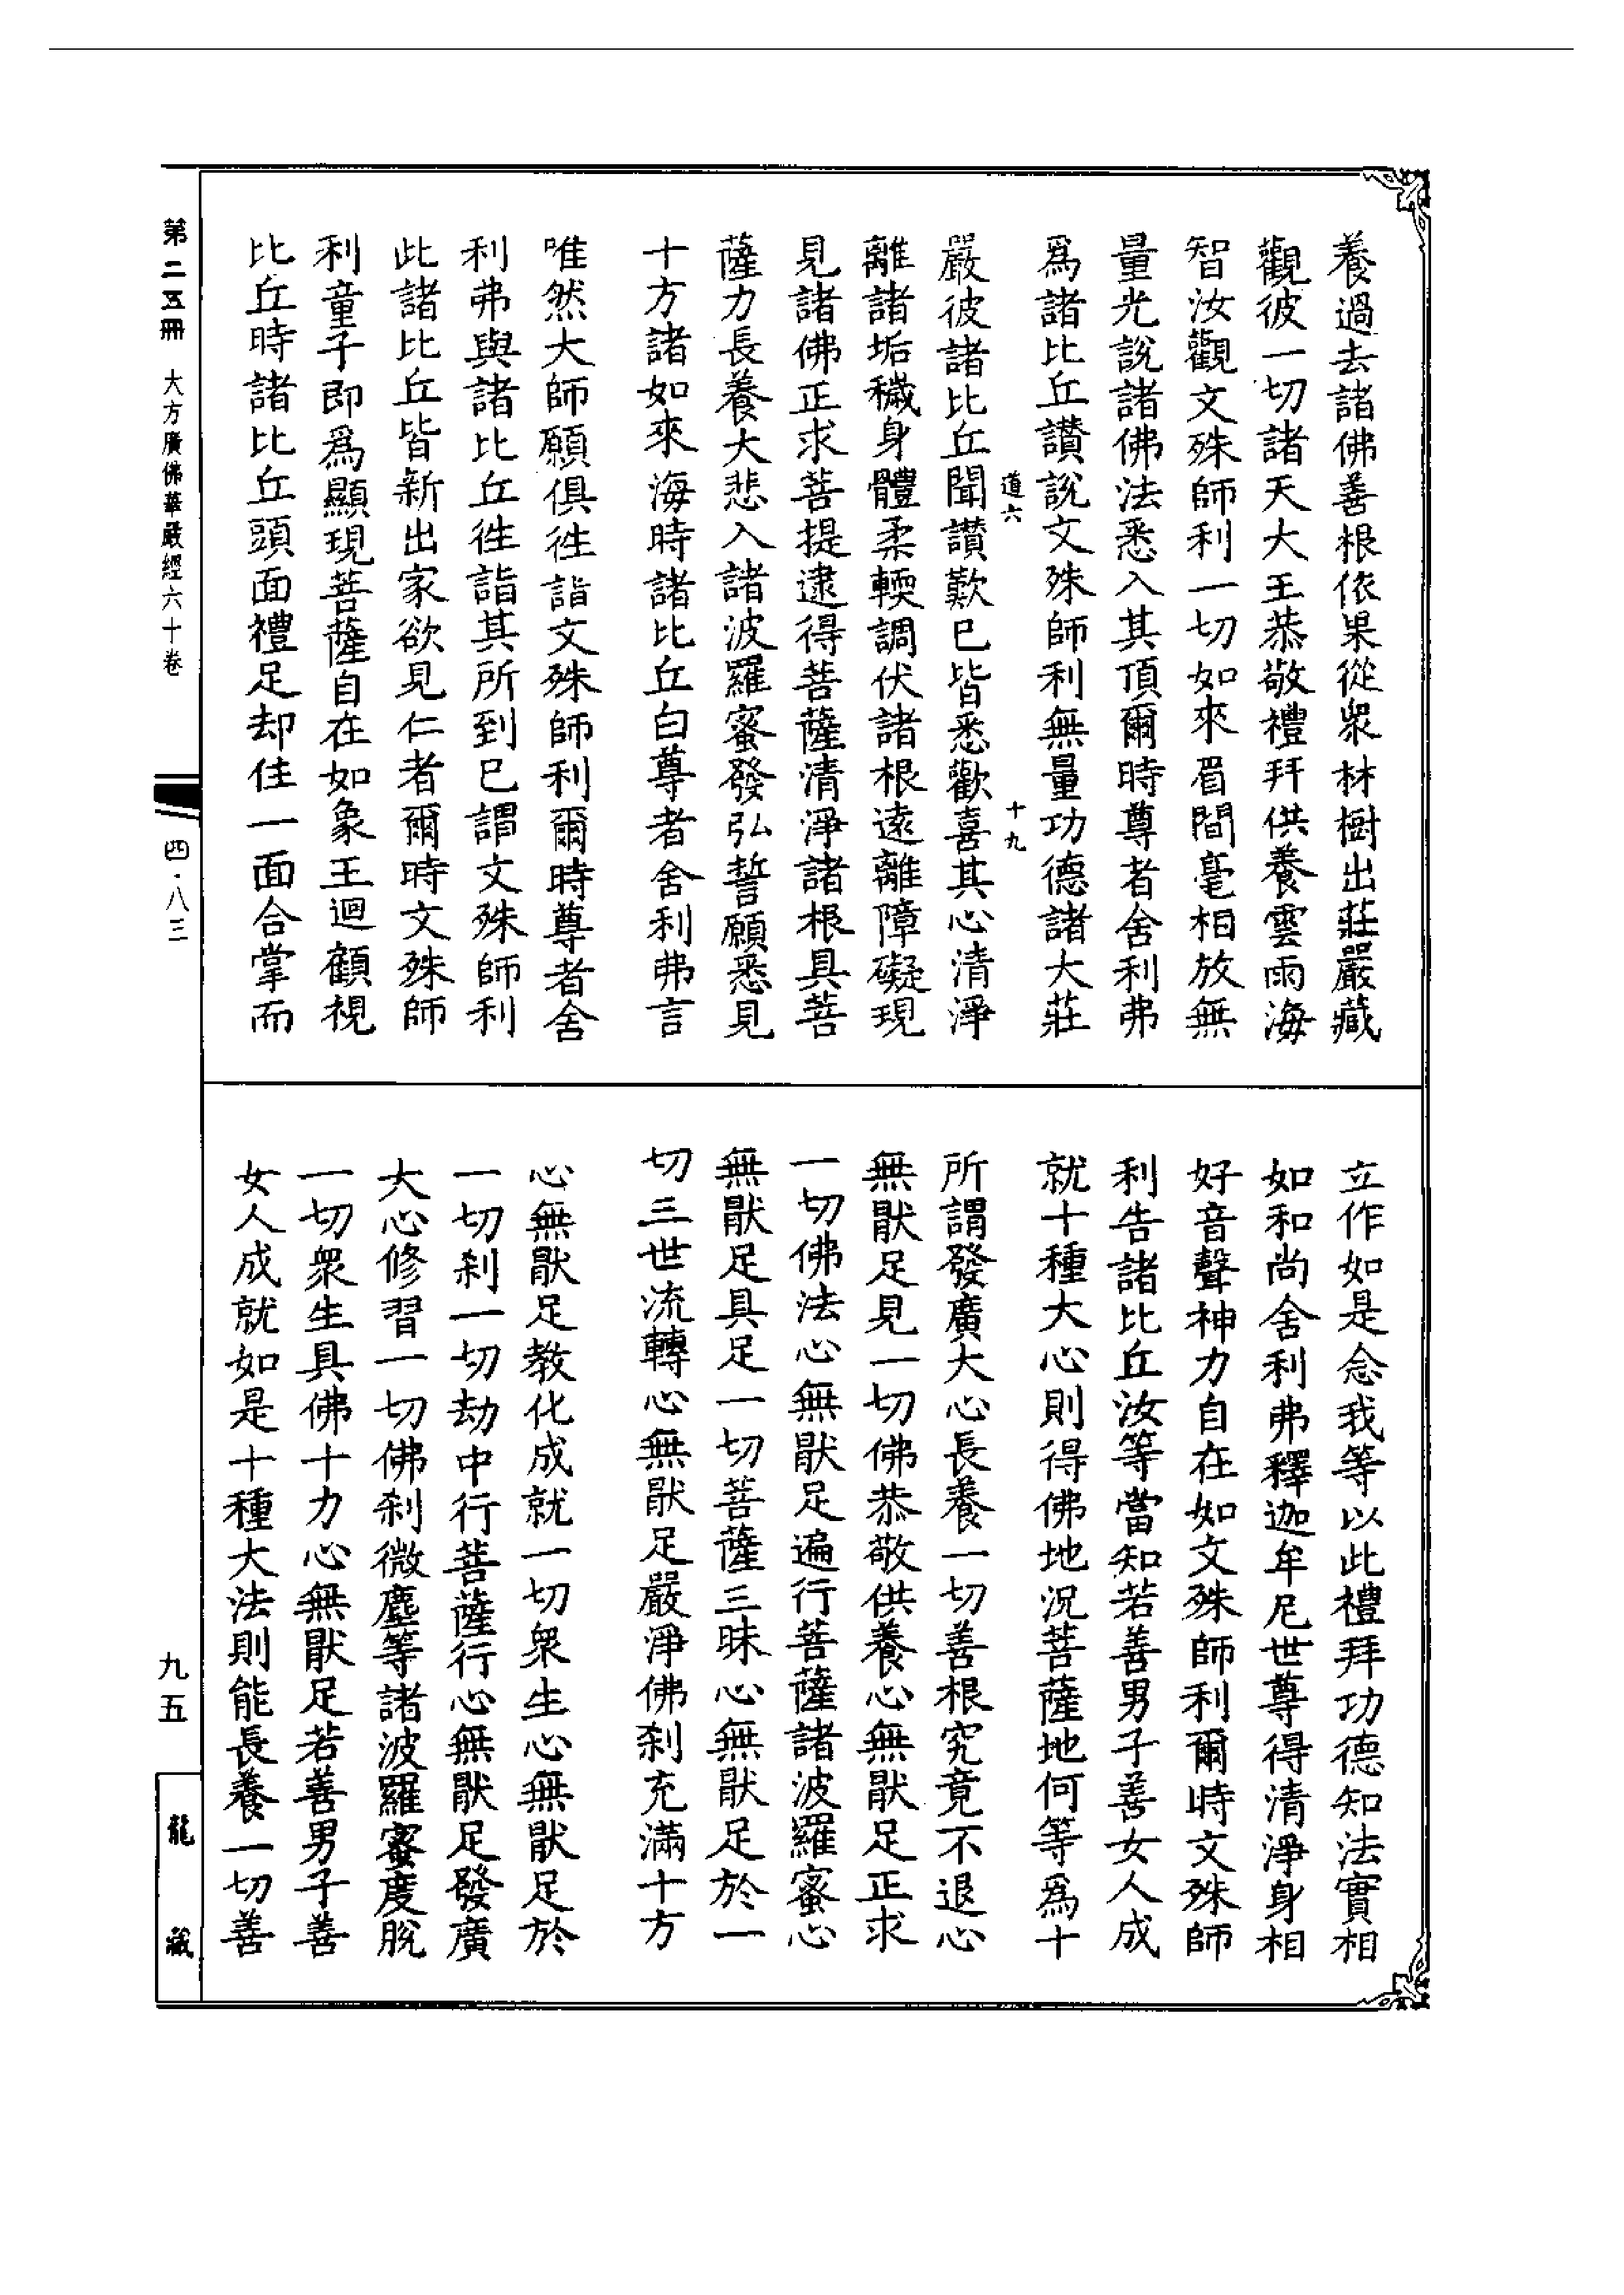 養過去諸佛善根依果從衆林樹出莊嚴藏
觀彼一切諸天大王恭敬禮拜供養雲雨海
智汝觀文殊師利一切如來眉間毫相放無
量光說諸佛法悉入其頂爾時尊者舍利弗
爲諸比丘讚說文殊師利無量功德諸大莊
道六 十九
嚴彼諸比丘聞讚歎已皆悉歡喜其心清淨
離諸垢穢身體柔輭調伏諸根遠離障礙現
見諸佛正求菩提逮得菩薩清淨諸根具菩
薩力長養大悲入諸波羅蜜發弘誓願悉見
十方諸如來海時諸比丘白尊者舍利弗言
唯然大師願俱徃詣文殊師利爾時尊者舍
利弗與諸比丘徃詣其所到已謂文殊師利
此諸比丘皆新出家欲見仁者爾時文殊師
利童子即爲顯現菩薩自在如象王迴顧視
比丘時諸比丘頭面禮足却住一面合掌而
立作如是念我等以此禮拜功德知法實相
如和尚舍利弗釋迦牟尼世尊得清淨身相
好音聲神力自在如文殊師利爾時文殊師
利告諸比丘汝等當知若善男子善女人成
就十種大心則得佛地況菩薩地何等爲十
所謂發廣大心長養一切善根究竟不退心
無猒足見一切佛恭敬供養心無猒足正求
一切佛法心無猒足遍行菩薩諸波羅蜜心
無猒足具足一切菩薩三昧心無猒足於一
切三世流轉心無猒足嚴淨佛刹充滿十方
心無猒足教化成就一切衆生心無猒足於
一切刹一切劫中行菩薩行心無猒足發廣
大心修習一切佛刹微塵等諸波羅蜜度脫
一切衆生具佛十力心無猒足若善男子善
女人成就如是十種大法則能長養一切善
第二五冊 大方廣佛華嚴經六十卷
四·八三
九五
龍藏